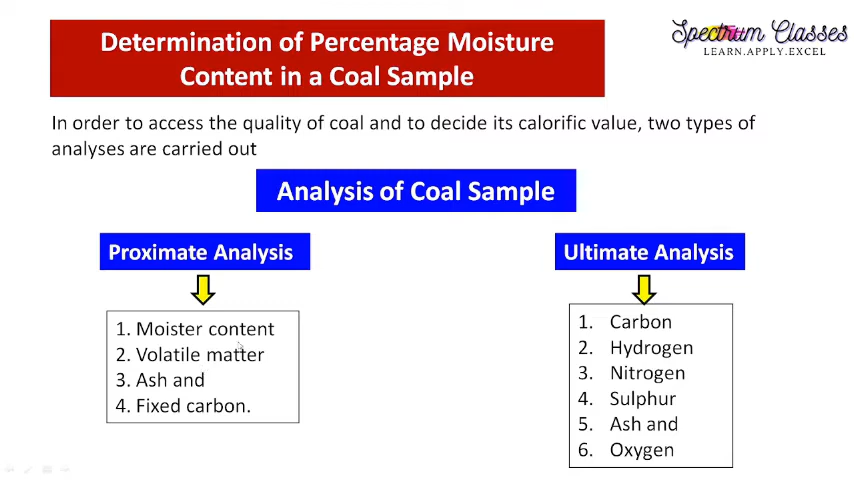 Determination of Percentage Moisture
Content in a Coal Sample
Spectrum Classes
LEARN.APPLY.EXCEL
In order to access the quality of coal and to decide its calorific value, two types of
analyses are carried out
Analysis of Coal Sample
Proximate Analysis
1. Moister content
2. Volatile matter
3. Ash and
4. Fixed carbon.
Ultimate Analysis
1. Carbon
2. Hydrogen
3. Nitrogen
4. Sulphur
5. Ash and
6. Oxygen